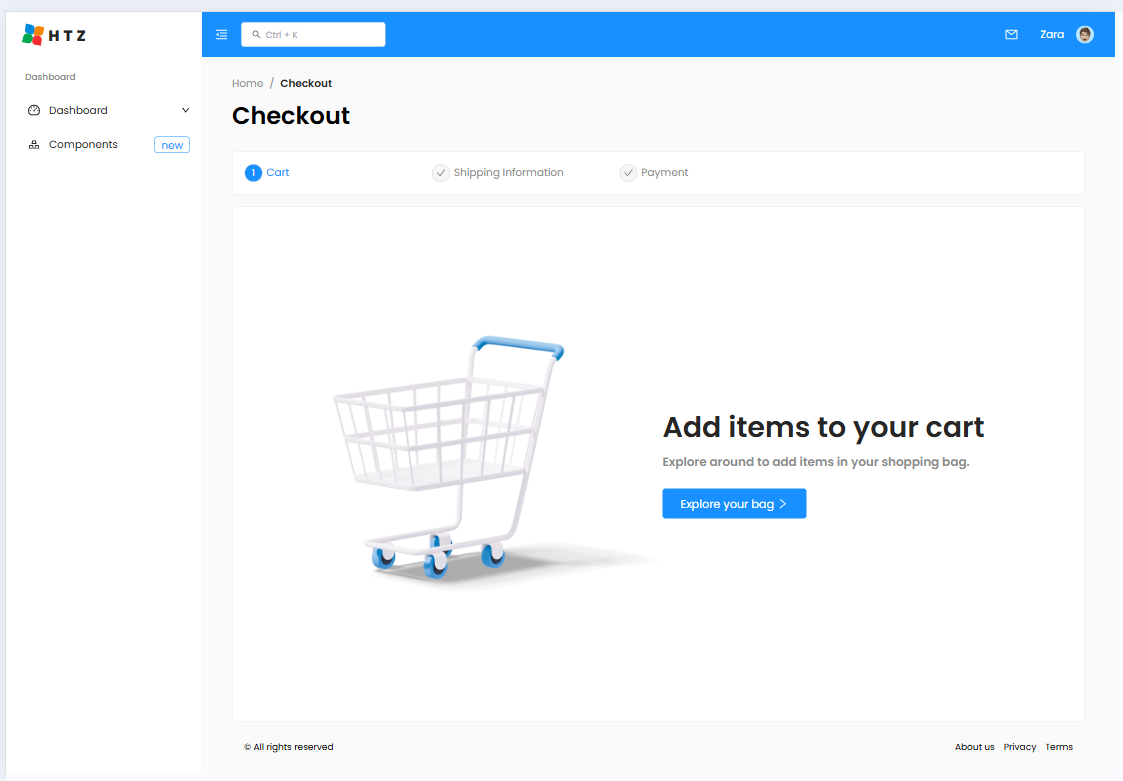 HTZ
Ctrl + K
Zara
Dashboard
Dashboard
Components new
Home / Checkout
Checkout
1 Cart Shipping Information Payment
Add items to your cart
Explore around to add items in your shopping bag.
Explore your bag >
© All rights reserved
About us Privacy Terms